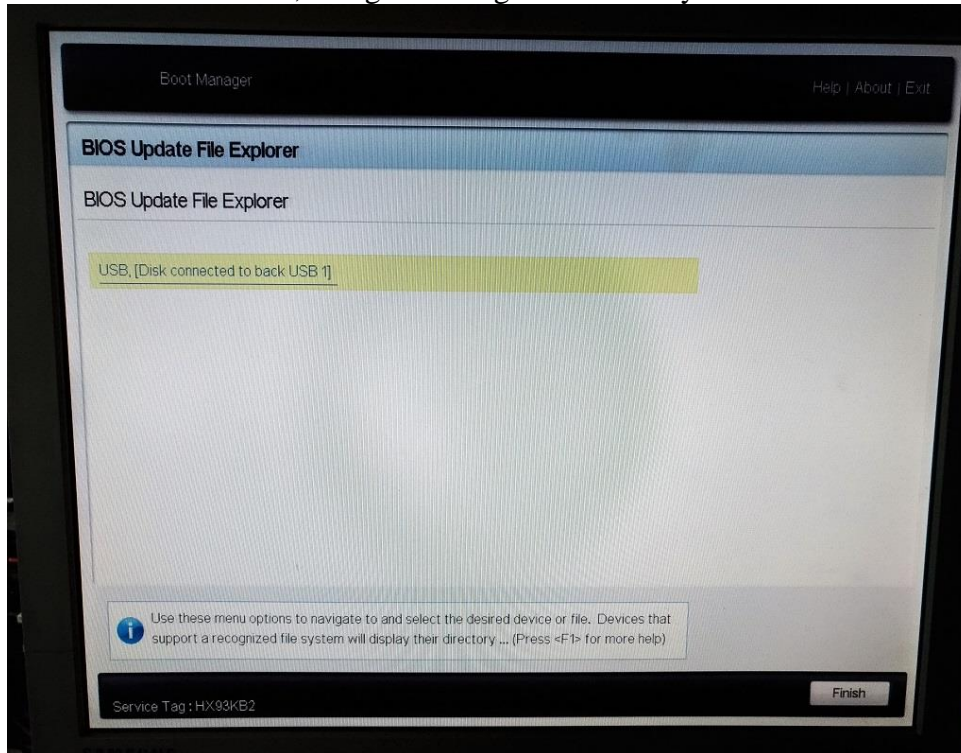 Boot Manager
Help | About | Exit
BIOS Update File Explorer
BIOS Update File Explorer
USB, [Disk connected to back USB 1]
Use these menu options to navigate to and select the desired device or file. Devices that
support a recognized file system will display their directory ... (Press <F1> for more help)
Service Tag : HX93KB2
Finish